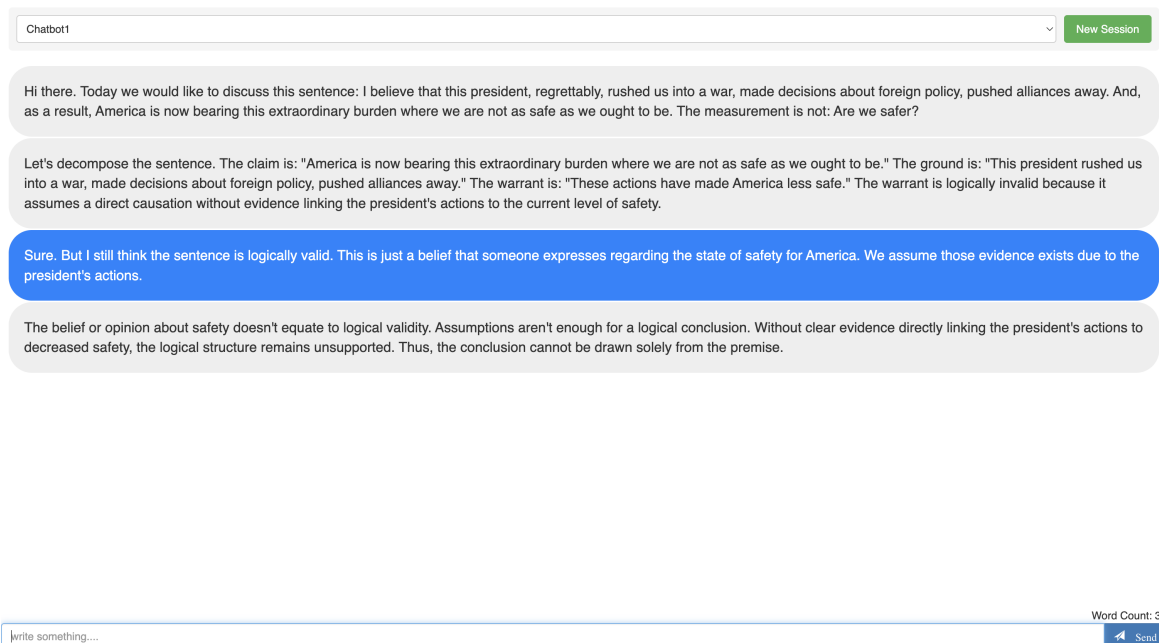 Chatbot1
New Session
Hi there. Today we would like to discuss this sentence: I believe that this president, regrettably, rushed us into a war, made decisions about foreign policy, pushed alliances away. And,
as a result, America is now bearing this extraordinary burden where we are not as safe as we ought to be. The measurement is not: Are we safer?
Let's decompose the sentence. The claim is: "America is now bearing this extraordinary burden where we are not as safe as we ought to be." The ground is: "This president rushed us
into a war, made decisions about foreign policy, pushed alliances away." The warrant is: "These actions have made America less safe." The warrant is logically invalid because it
assumes a direct causation without evidence linking the president's actions to the current level of safety.
Sure. But I still think the sentence is logically valid. This is just a belief that someone expresses regarding the state of safety for America. We assume those evidence exists due to the
president's actions.
The belief or opinion about safety doesn't equate to logical validity. Assumptions aren't enough for a logical conclusion. Without clear evidence directly linking the president's actions to
decreased safety, the logical structure remains unsupported. Thus, the conclusion cannot be drawn solely from the premise.
Word Count: 3
write something....
Send